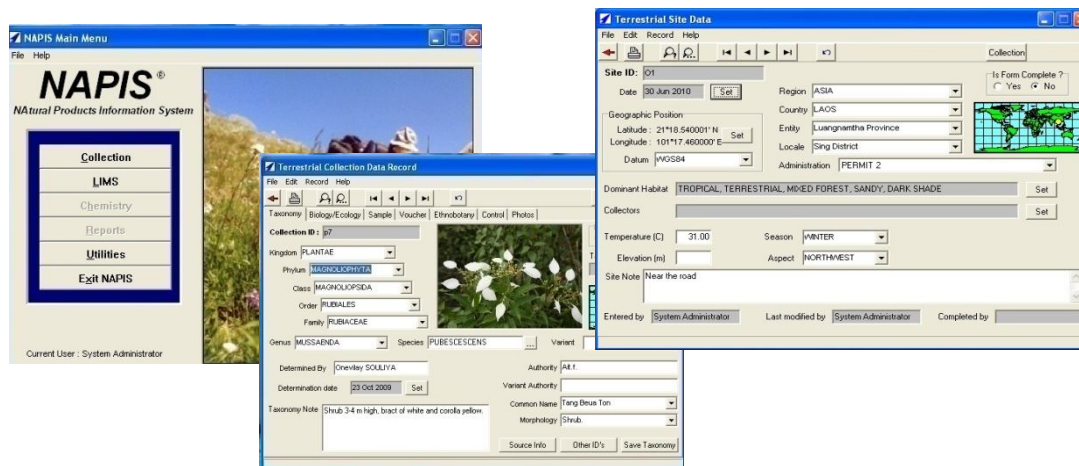 NAPIS Main Menu
File Help
NAPIS ®
NAtural Products Information System
Collection
LIMS
Chemistry
Reports
Utilities
Exit NAPIS
Current User : System Administrator
Terrestrial Collection Data Record
File Edit Record Help
Taxonomy Biology/Ecology Sample Voucher Ethnobotany Control Photos
Collection ID : p7
Kingdom PLANTAE
Phylum MAGNOLIOPHYTA
Class MAGNOLIOPSIDA
Order RUBIALES
Family RUBIACEAE
Genus MUSSAENDA Species PUBESCESCENS ... Variant
Determined By Onevilay SOULIYA Authority Ait.f.
Determination date 23 Oct 2009 Set Variant Authority
Common Name Tang Beua Ton
Taxonomy Note Shrub 3-4 m high, bract of white and corolla yellow. Morphology Shrub.
Source Info Other ID's Save Taxonomy
Terrestrial Site Data
File Edit Record Help
Collection
Site ID: O1 Is Form Complete ?
Date 30 Jun 2010 Set Region ASIA Yes No
Geographic Position Country LAOS
Latitude : 21°18.540001' N Set Entity Luangnamtha Province
Longitude : 101°17.460000' E Locale Sing District
Datum WGS84 Administration PERMIT 2
Dominant Habitat TROPICAL, TERRESTRIAL, MIXED FOREST, SANDY, DARK SHADE Set
Collectors Set
Temperature (C) 31.00 Season WINTER
Elevation (m) Aspect NORTHWEST
Site Note Near the road
Entered by System Administrator Last modified by System Administrator Completed by